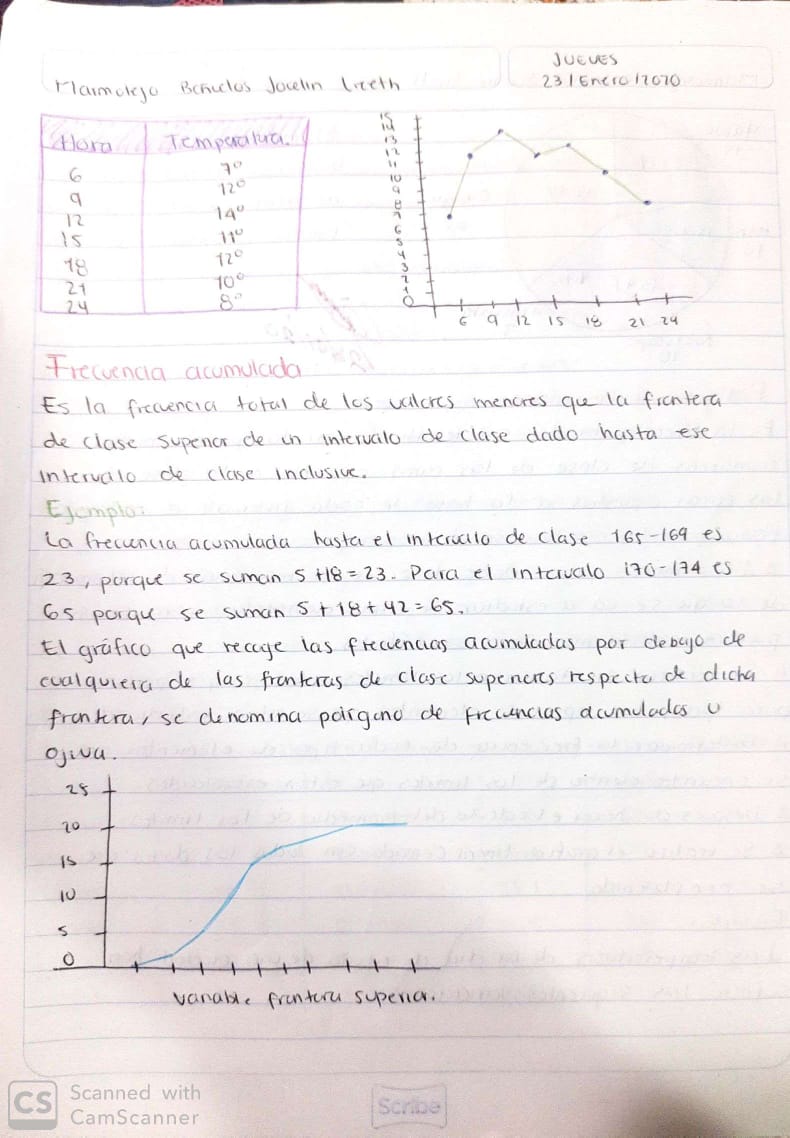 JUEVES
Marmolejo Bañuelos Jocelin Lizeth
23/Enero/2020
Hora Temperatura.
6 7°
9 12°
12 14°
15 11°
18 12°
21 10°
24 8°
15
14
13
12
11
10
9
8
7
6
5
4
3
2
1
0
6 9 12 15 18 21 24
Frecuencia acumulada
Es la frecuencia total de los valores menores que la frontera
de clase superior de un intervalo de clase dado hasta ese
intervalo de clase inclusive.
Ejemplo:
La frecuencia acumulada hasta el intervalo de clase 165-169 es
23, porque se suman 5+18=23. Para el intervalo 170-174 es
65 porque se suman 5+18+42=65.
El gráfico que recoge las frecuencias acumuladas por debajo de
cualquiera de las fronteras de clase superiores respecto de dicha
frontera, se denomina poligono de frecuencias acumulados u
ojiva.
25
20
15
10
5
0
variable frontera superior.
CS Scanned with
CamScanner
Scribe